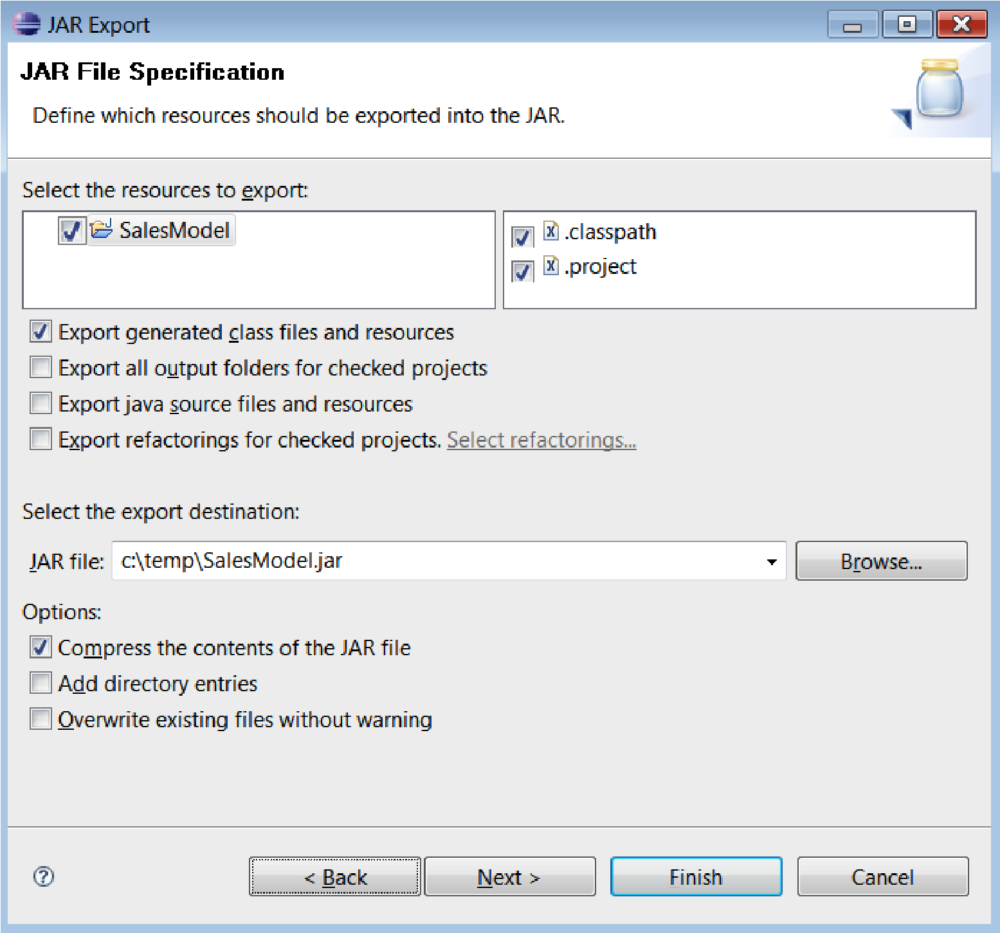 JAR Export
JAR File Specification
Define which resources should be exported into the JAR.
Select the resources to export:
SalesModel
.classpath
.project
Export generated class files and resources
Export all output folders for checked projects
Export java source files and resources
Export refactorings for checked projects. Select refactorings...
Select the export destination:
JAR file: c:\temp\SalesModel.jar Browse...
Options:
Compress the contents of the JAR file
Add directory entries
Overwrite existing files without warning
< Back Next > Finish Cancel